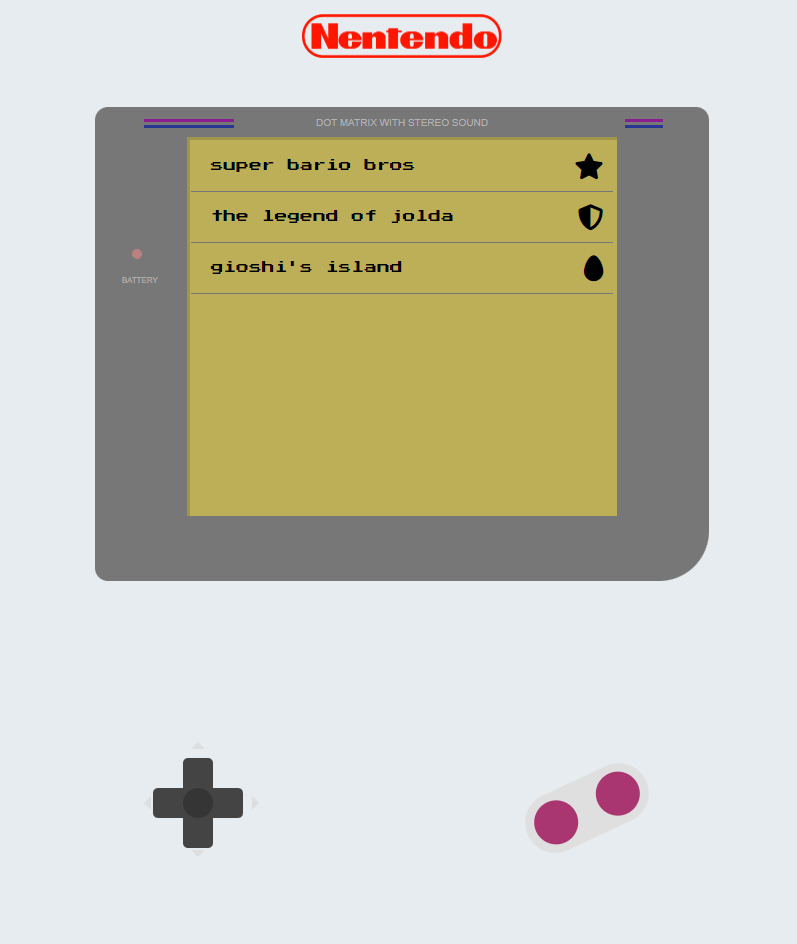 Nentendo
DOT MATRIX WITH STEREO SOUND
super bario bros
the legend of jolda
gioshi's island
BATTERY